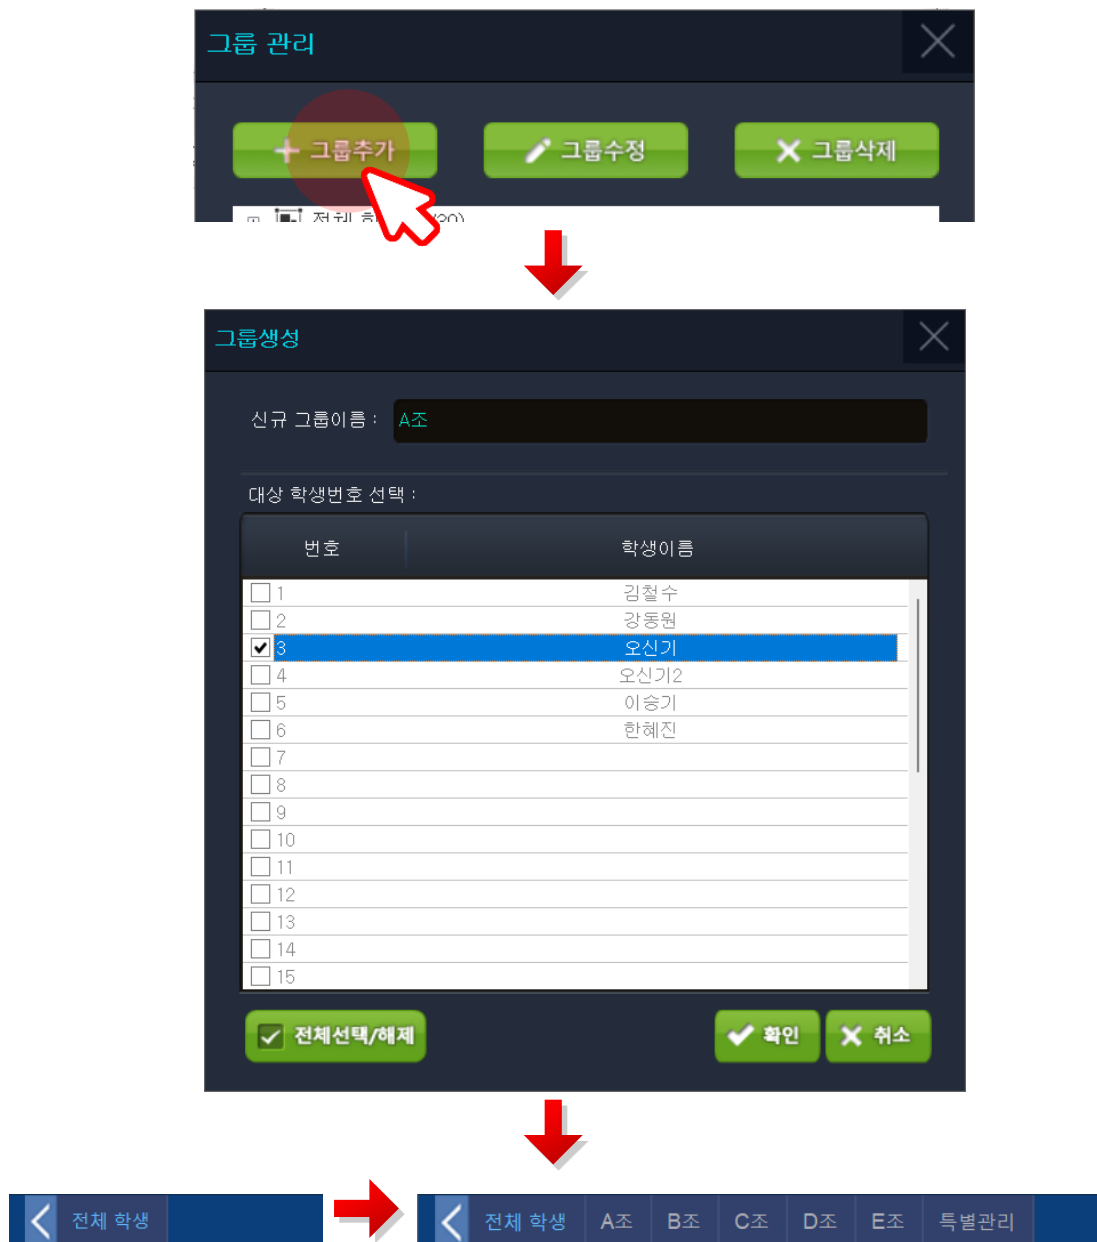 그룹 관리
그룹추가 그룹수정 그룹삭제
전체
그룹생성
신규 그룹이름 : A조
대상 학생번호 선택 :
번호 학생이름
1 김철수
2 강동원
3 오신기
4 오신기2
5 이승기
6 한혜진
7
8
9
10
11
12
13
14
15
전체선택/해제 확인 취소
전체 학생 전체 학생 A조 B조 C조 D조 E조 특별관리